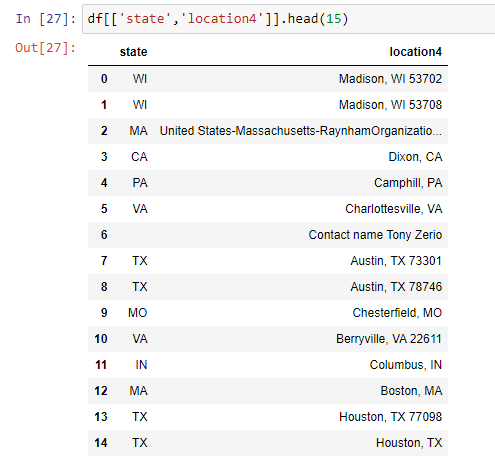 In [27]: df[['state','location4']].head(15)
Out[27]:
state location4
0 WI Madison, WI 53702
1 WI Madison, WI 53708
2 MA United States-Massachusetts-RaynhamOrganizatio...
3 CA Dixon, CA
4 PA Camphill, PA
5 VA Charlottesville, VA
6 Contact name Tony Zerio
7 TX Austin, TX 73301
8 TX Austin, TX 78746
9 MO Chesterfield, MO
10 VA Berryville, VA 22611
11 IN Columbus, IN
12 MA Boston, MA
13 TX Houston, TX 77098
14 TX Houston, TX